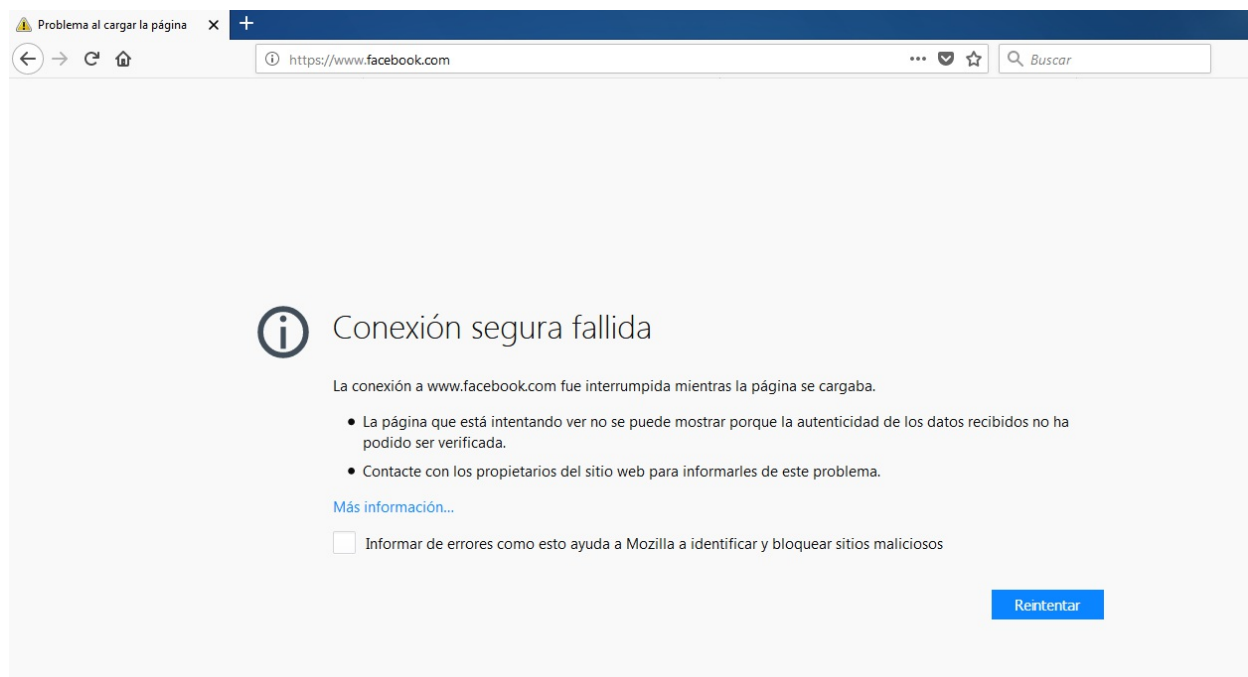 Problema al cargar la página
https://www.facebook.com
Buscar
Conexión segura fallida
La conexión a www.facebook.com fue interrumpida mientras la página se cargaba.
• La página que está intentando ver no se puede mostrar porque la autenticidad de los datos recibidos no ha
podido ser verificada.
• Contacte con los propietarios del sitio web para informarles de este problema.
Más información...
Informar de errores como esto ayuda a Mozilla a identificar y bloquear sitios maliciosos
Reintentar